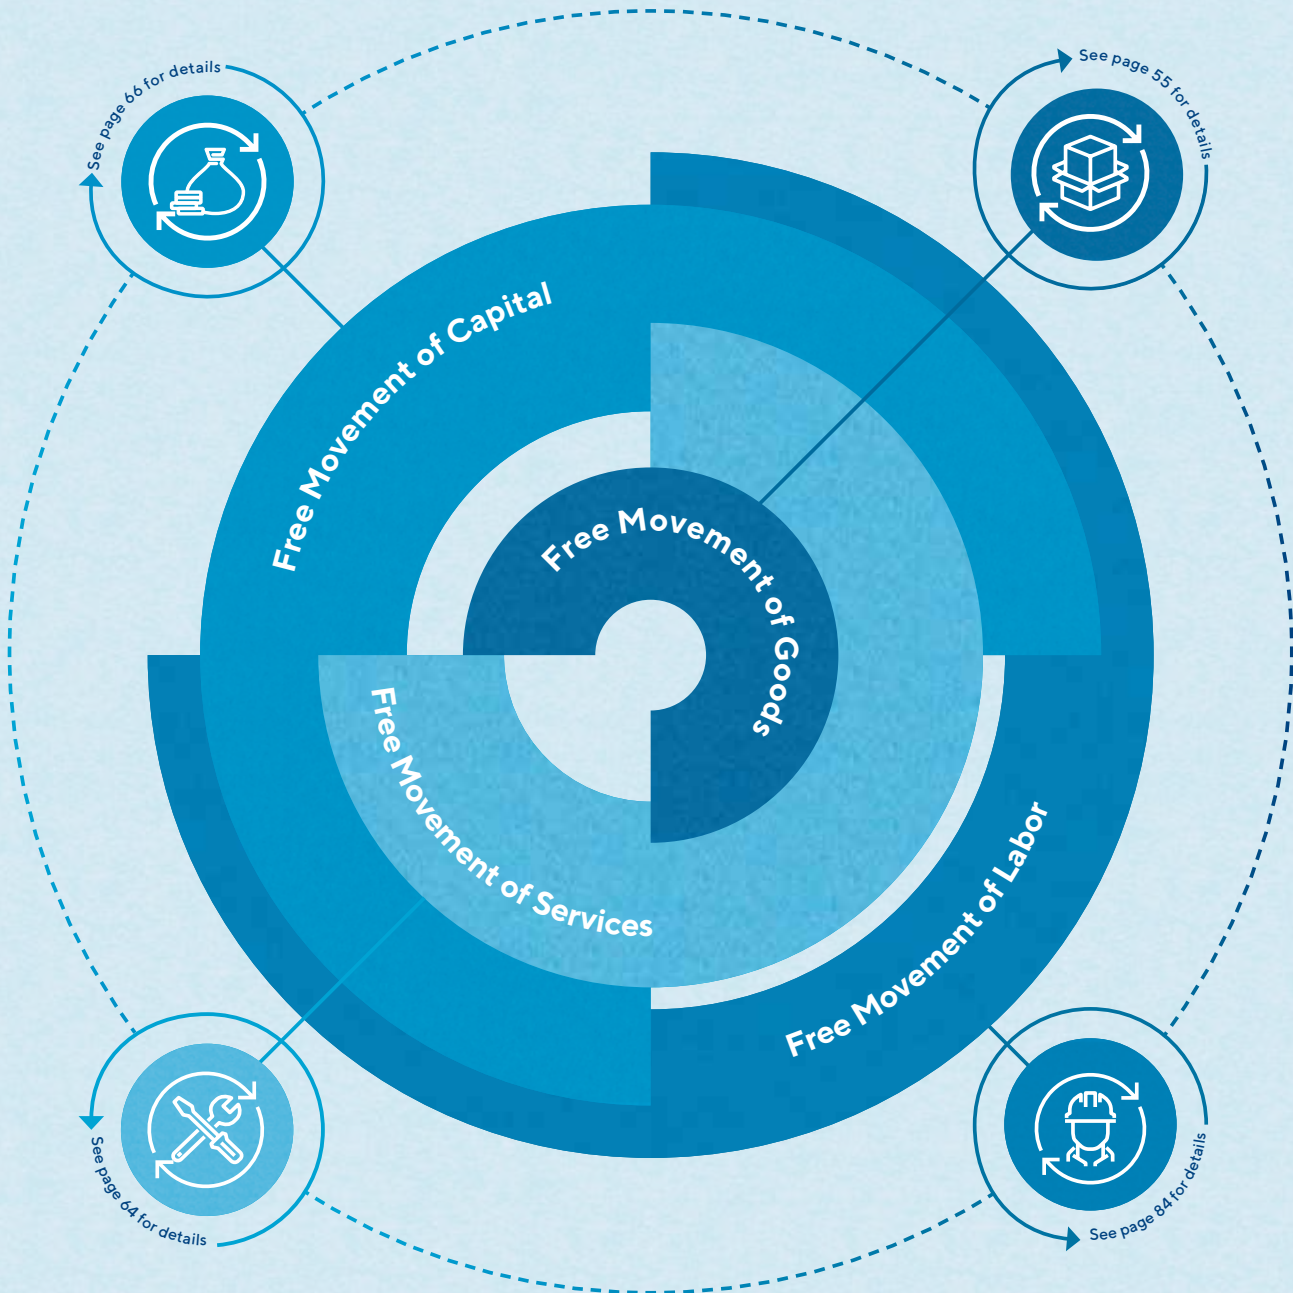 See page 66 for details
See page 55 for details
Free Movement of Capital
Free Movement of Goods
Free Movement of Services
Free Movement of Labor
See page 64 for details
See page 84 for details